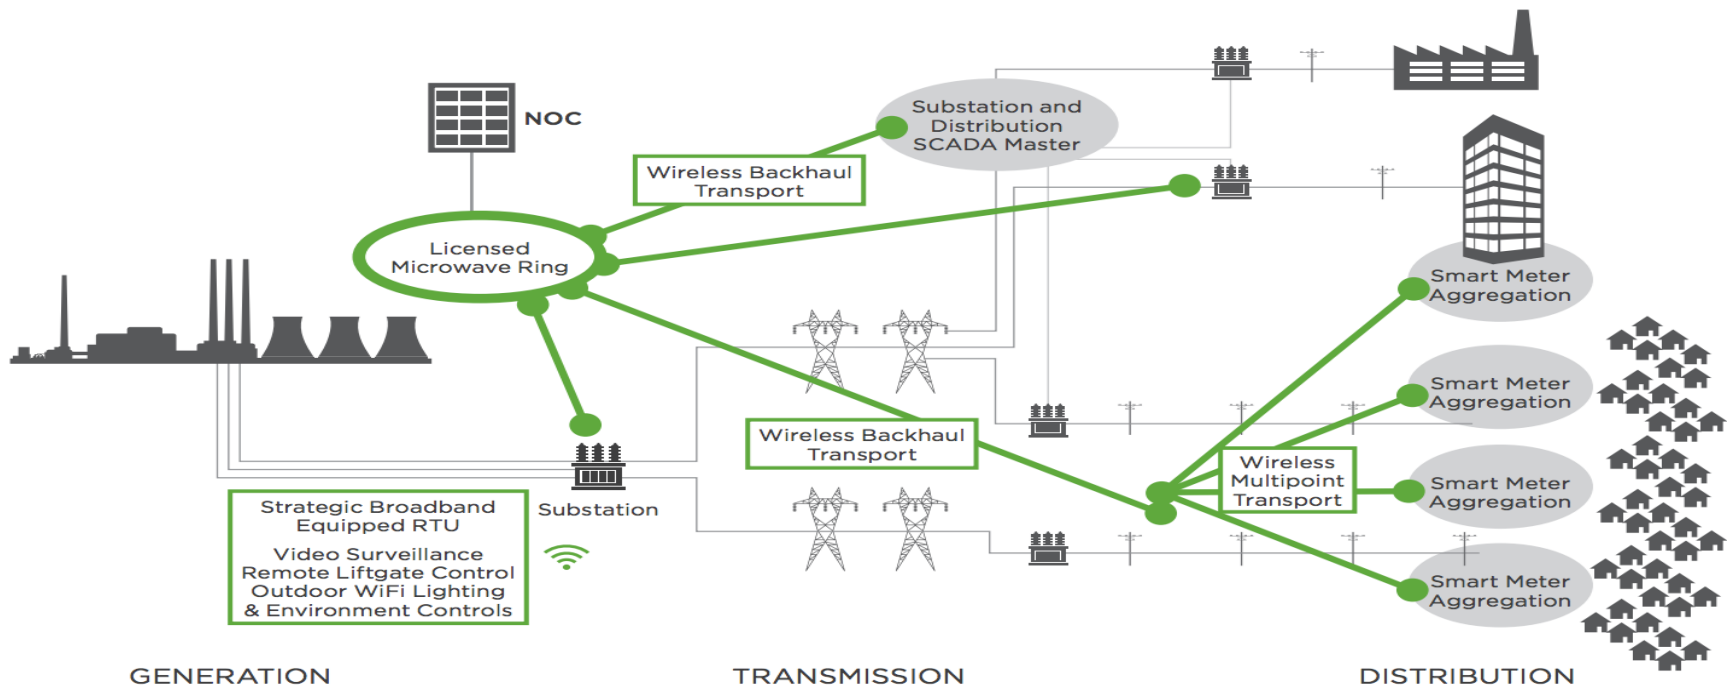 NOC
Substation and
Distribution
SCADA Master
Wireless Backhaul
Transport
Licensed
Microwave Ring
Smart Meter
Aggregation
Smart Meter
Aggregation
Wireless Backhaul
Transport
Wireless
Multipoint
Transport
Smart Meter
Aggregation
Strategic Broadband
Equipped RTU
Video Surveillance
Remote Liftgate Control
Outdoor WiFi Lighting
& Environment Controls
Substation
Smart Meter
Aggregation
GENERATION
TRANSMISSION
DISTRIBUTION